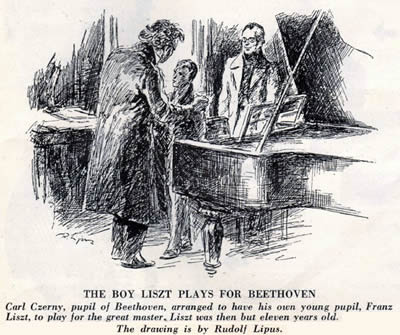 THE BOY LISZT PLAYS FOR BEETHOVEN
Carl Czerny, pupil of Beethoven, arranged to have his own young pupil, Franz
Liszt, to play for the great master. Liszt was then but eleven years old.
The drawing is by Rudolf Lipus.